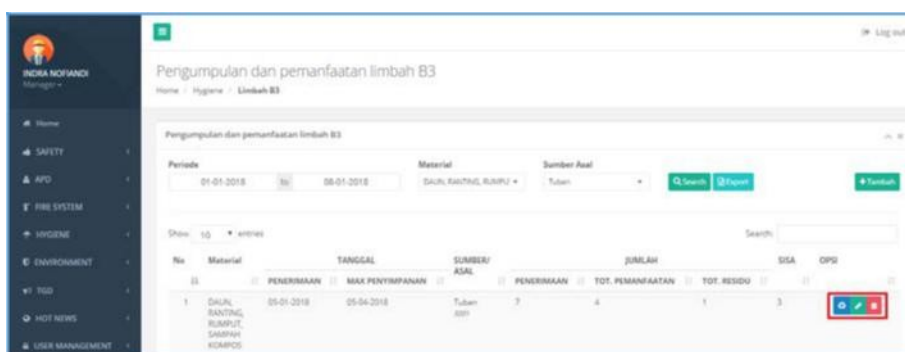 Log out
INDRA NOFIANDI
Manager
Pengumpulan dan pemanfaatan limbah B3
Home / Hygiene / Limbah B3
Home
SAFETY
APD
FIRE SYSTEM
HYGIENE
ENVIRONMENT
TGD
HOT NEWS
USER MANAGEMENT
Pengumpulan dan pemanfaatan limbah B3
Periode Material Sumber Asal
01-01-2018 to 08-01-2018 DAUN, RANTING, RUMPU Tuban Search Export +Tambah
Show 10 entries Search:
No Material TANGGAL SUMBER/ JUMLAH SISA OPSI
ASAL
PENERIMAAN MAX PENYIMPANAN PENERIMAAN TOT. PEMANFAATAN TOT. RESIDU
1 DAUN, 05-01-2018 05-04-2018 Tuban 7 4 1 3
RANTING,
RUMPUT,
SAMPAH
KOMPOS